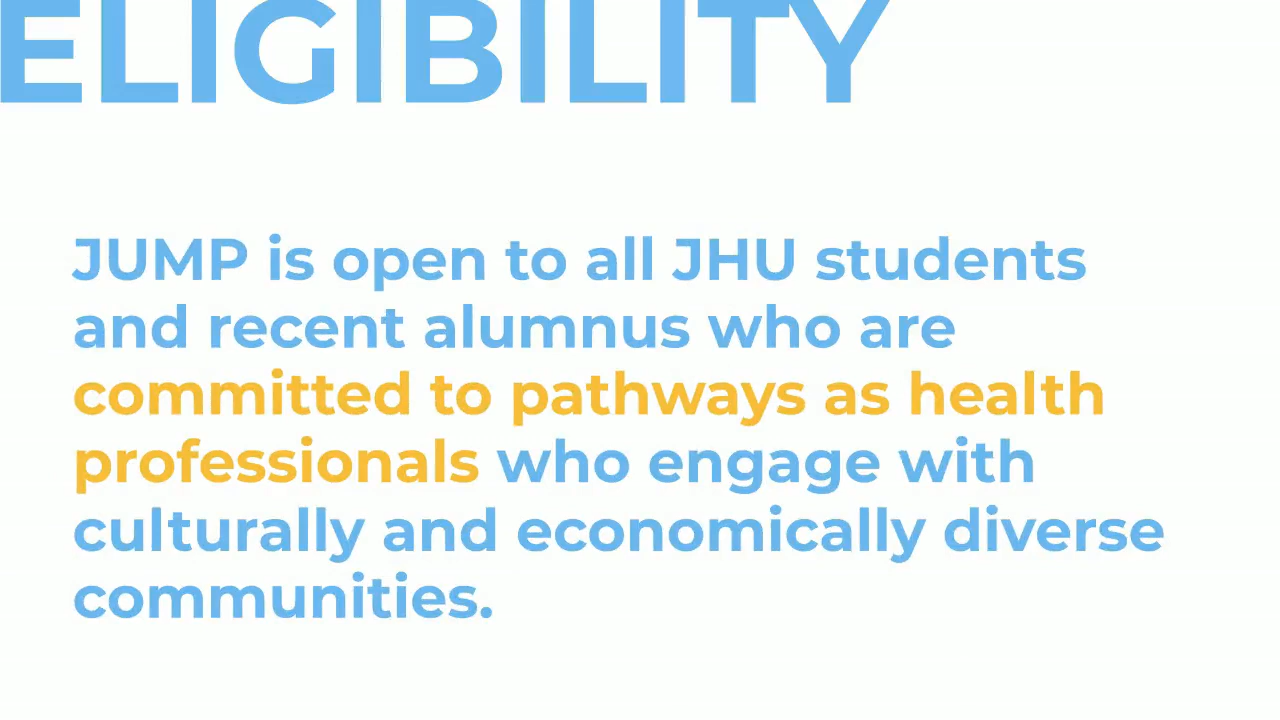 ELIGIBILITY
JUMP is open to all JHU students
and recent alumnus who are
committed to pathways as health
professionals who engage with
culturally and economically diverse
communities.